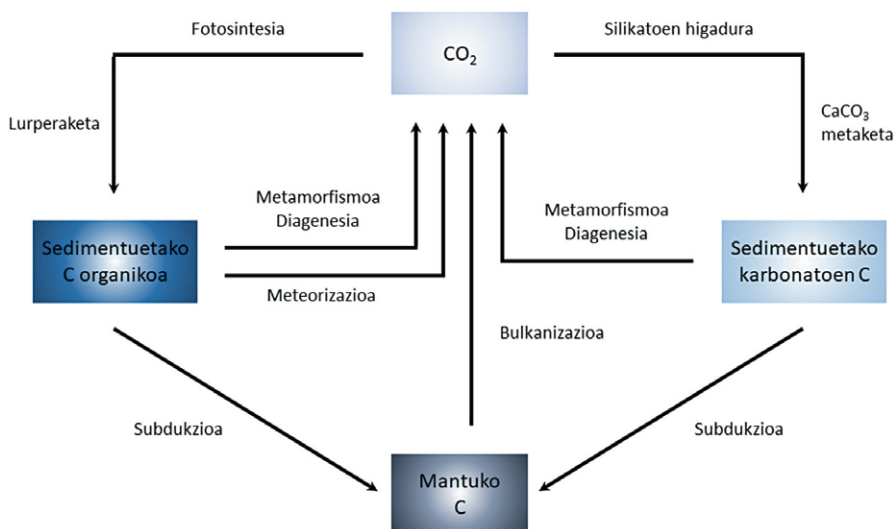 Fotosintesia
CO₂
Silikatoen higadura
Lurperaketa
CaCO₃
metaketa
Metamorfismoa
Diagenesia
Metamorfismoa
Diagenesia
Sedimentuetako
C organikoa
Sedimentuetako
karbonatoen C
Meteorizazioa
Bulkanizazioa
Subdukzioa
Subdukzioa
Mantuko
C